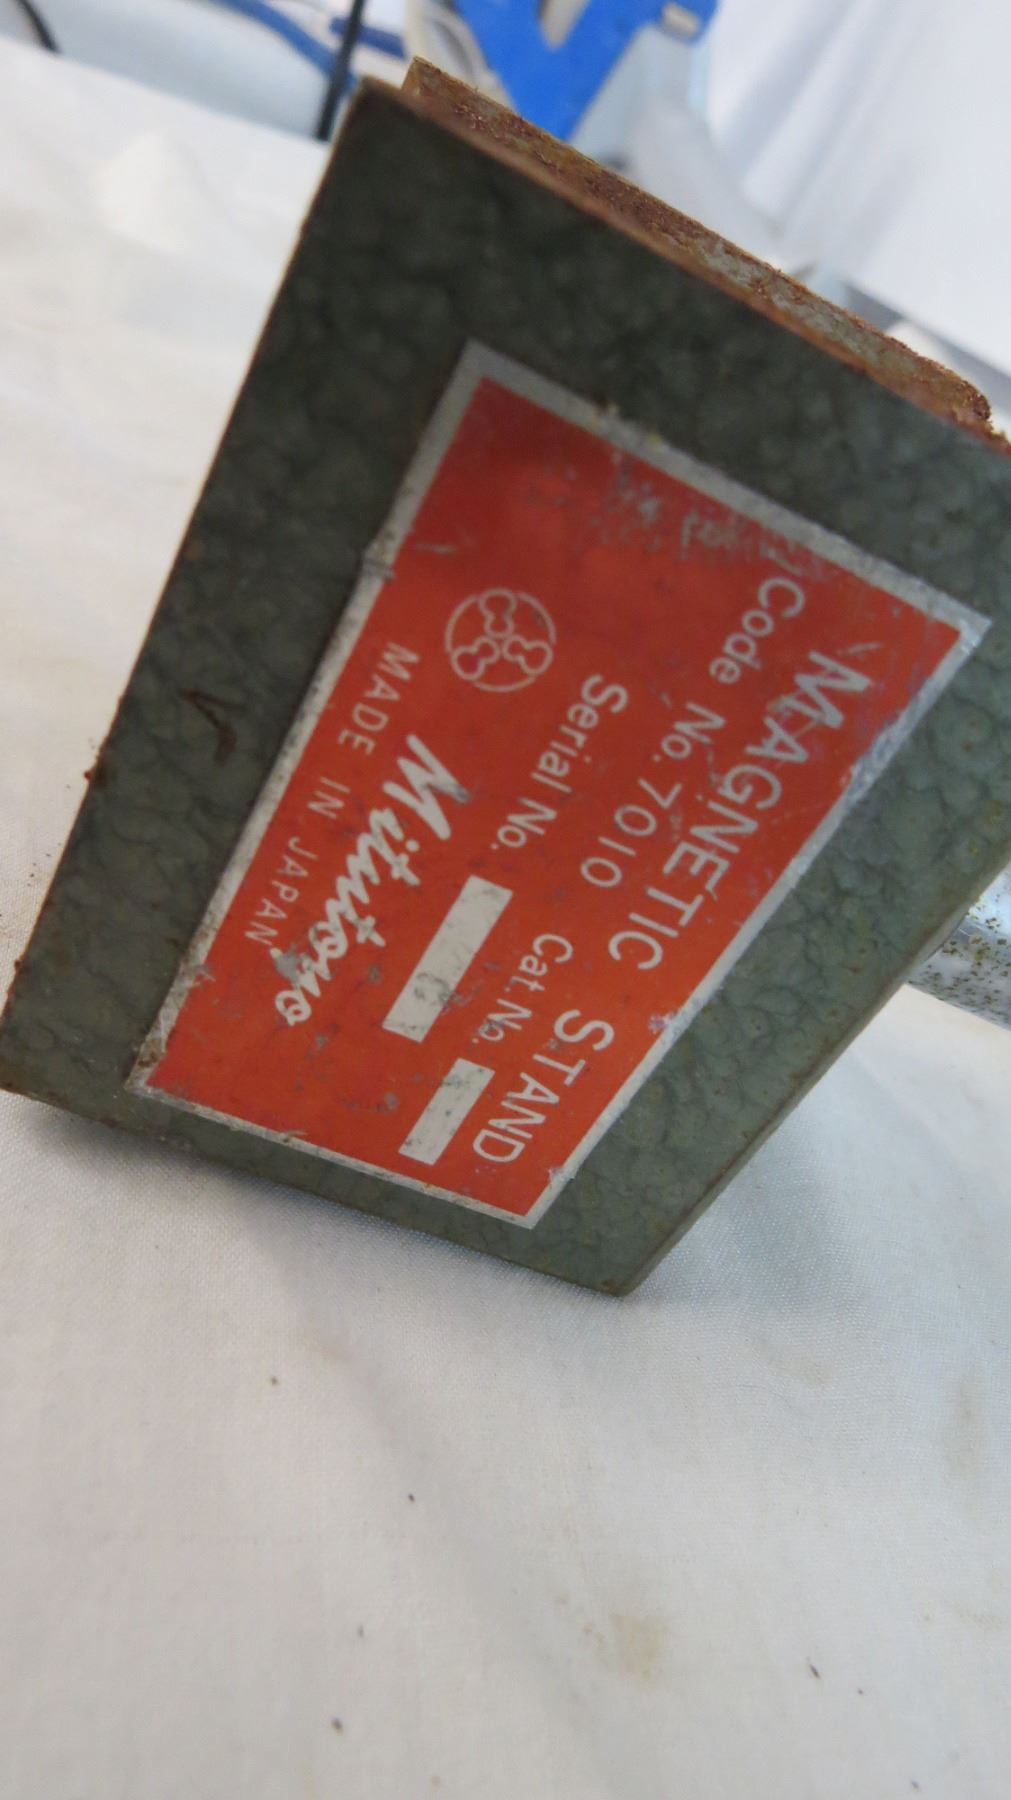 MAGNETIC STAND
Code No. 7010
Serial No. Cat. No.
Mitutoyo
MADE IN JAPAN